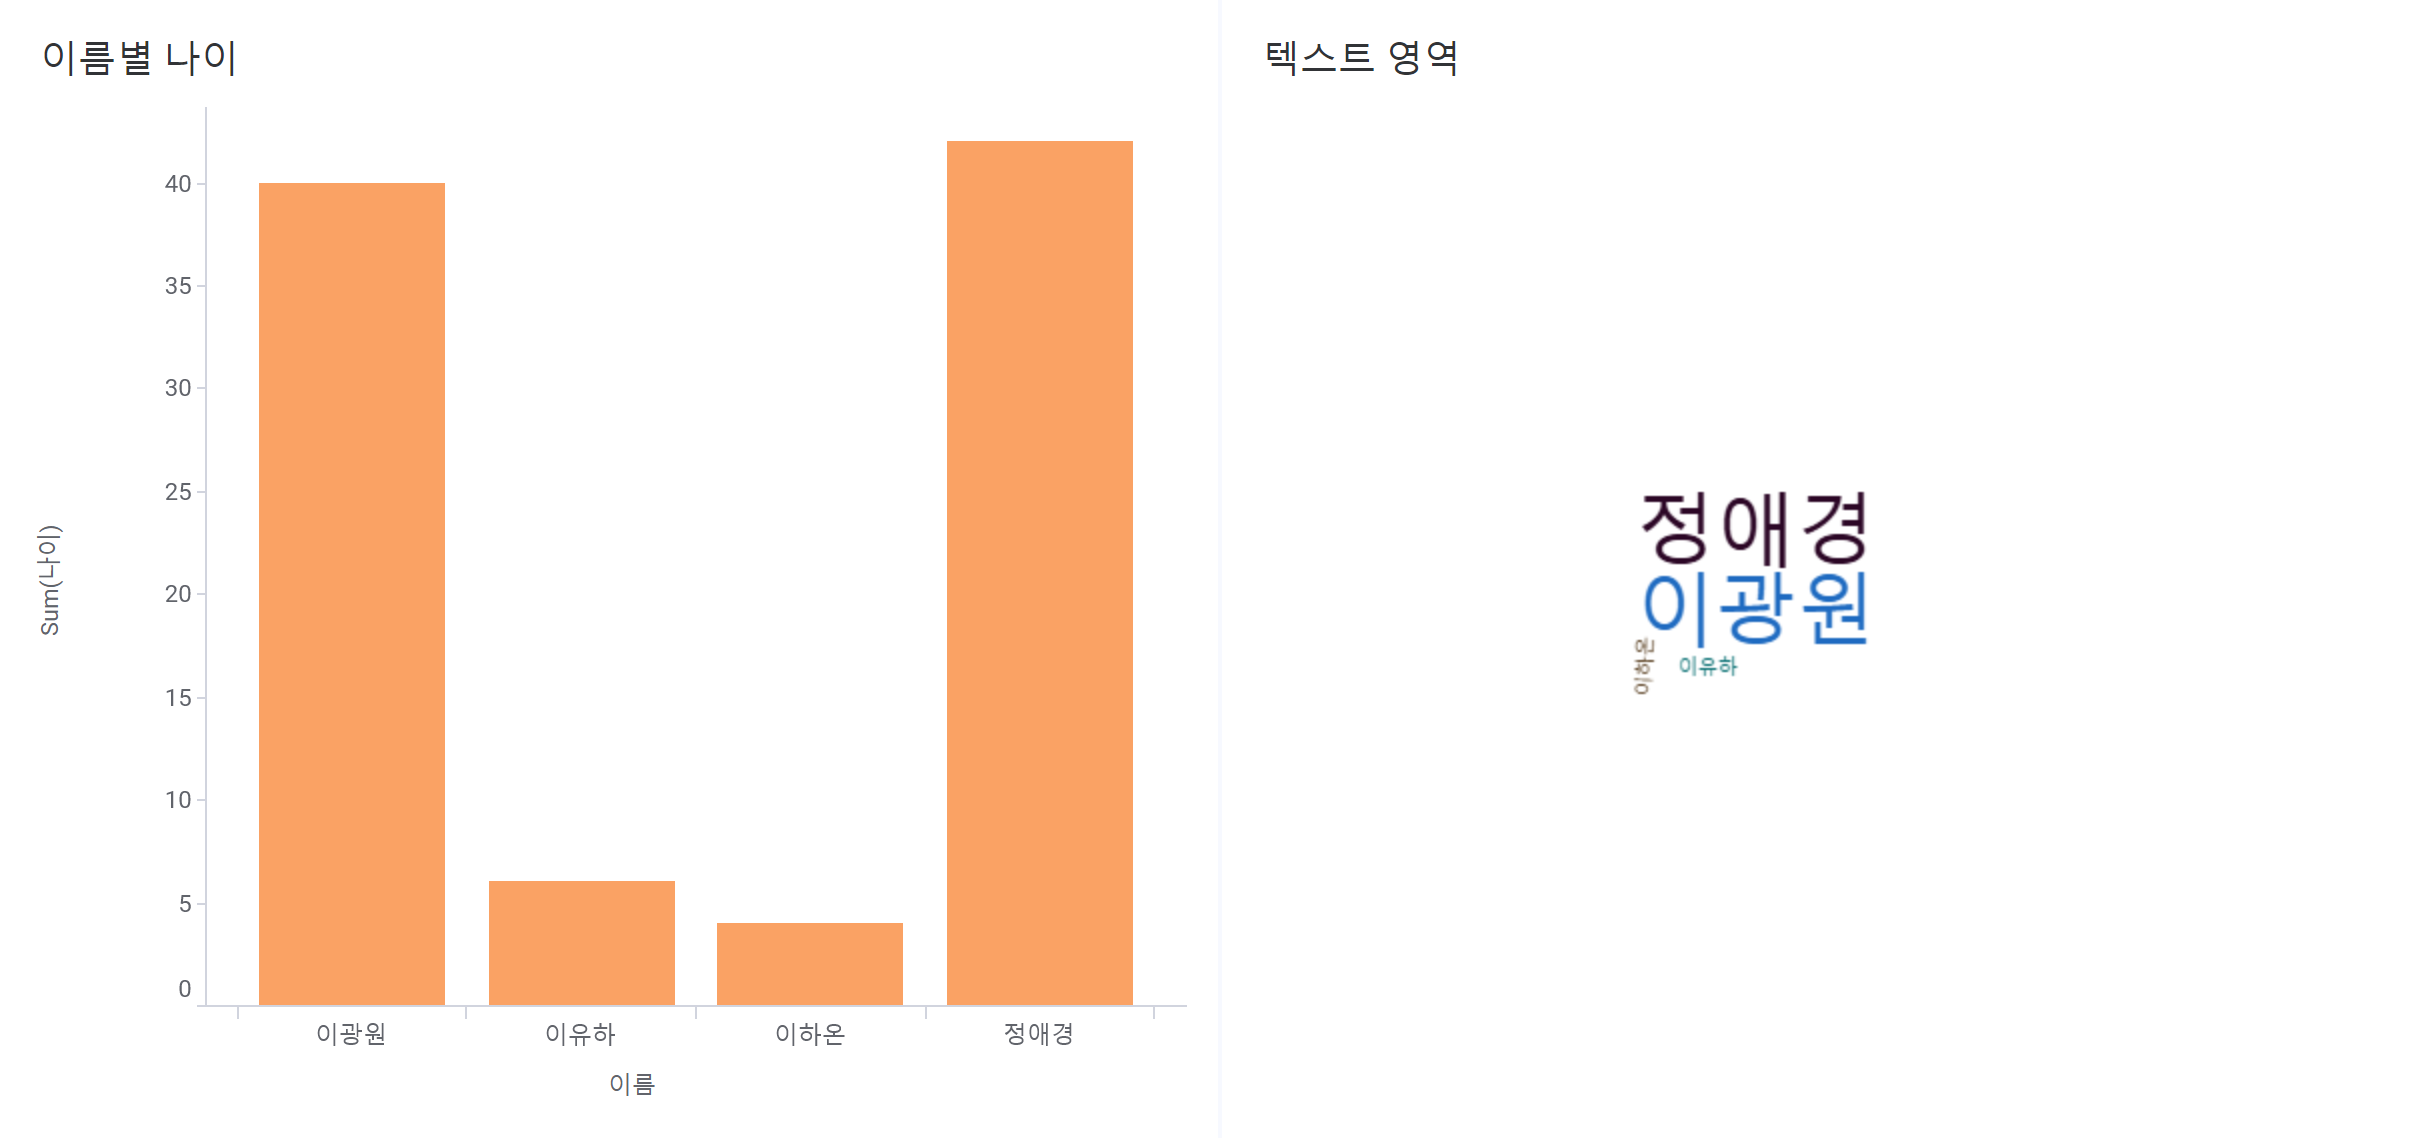 이름별 나이
40
35
30
25
20
15
10
5
0
Sum(나이)
이광원 이유하 이하온 정애경
이름
텍스트 영역
정애경
이광원
이하온
이유하